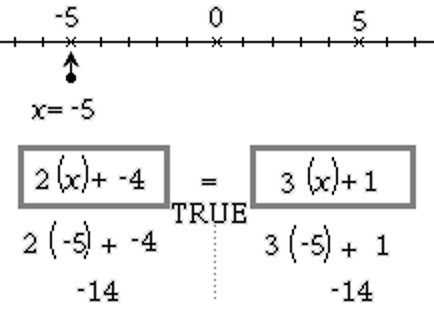 -5 0 5
x= -5
2(x)+ -4 = 3 (x)+1
TRUE
2 (-5) + -4 3 (-5) + 1
-14 -14